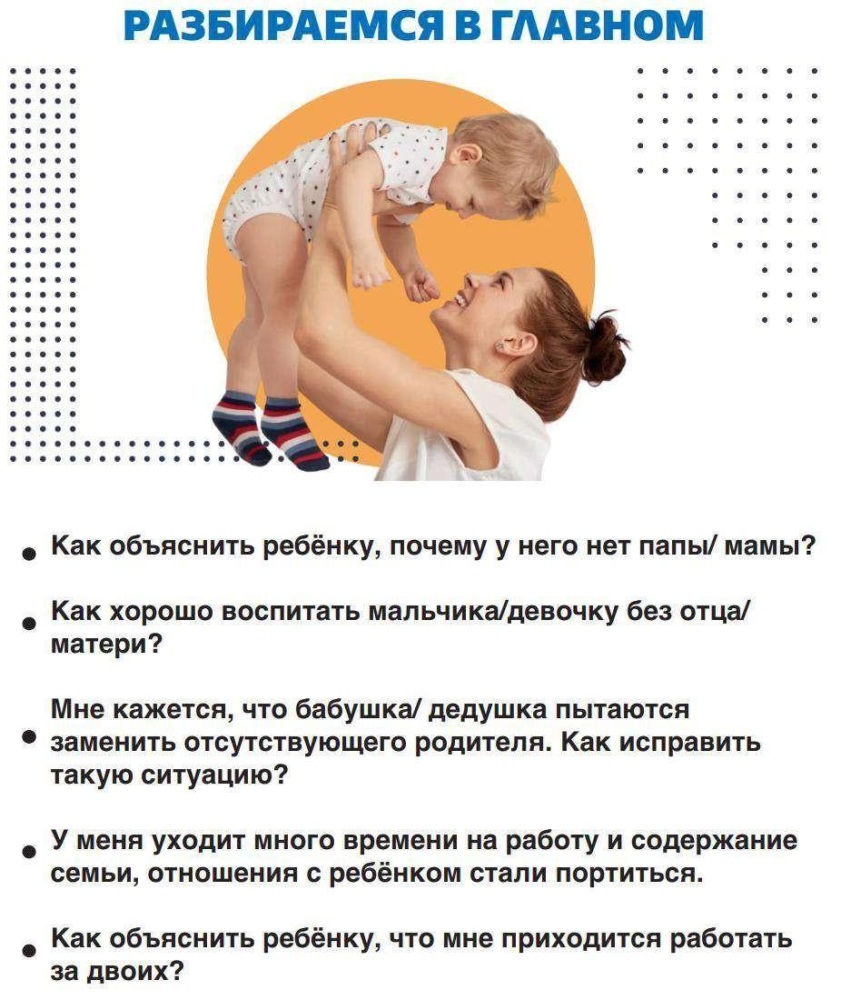 РАЗБИРАЕМСЯ В ГЛАВНОМ
• Как объяснить ребёнку, почему у него нет папы/ мамы?
• Как хорошо воспитать мальчика/девочку без отца/
матери?
Мне кажется, что бабушка/ дедушка пытаются
• заменить отсутствующего родителя. Как исправить
такую ситуацию?
• У меня уходит много времени на работу и содержание
семьи, отношения с ребёнком стали портиться.
• Как объяснить ребёнку, что мне приходится работать
за двоих?